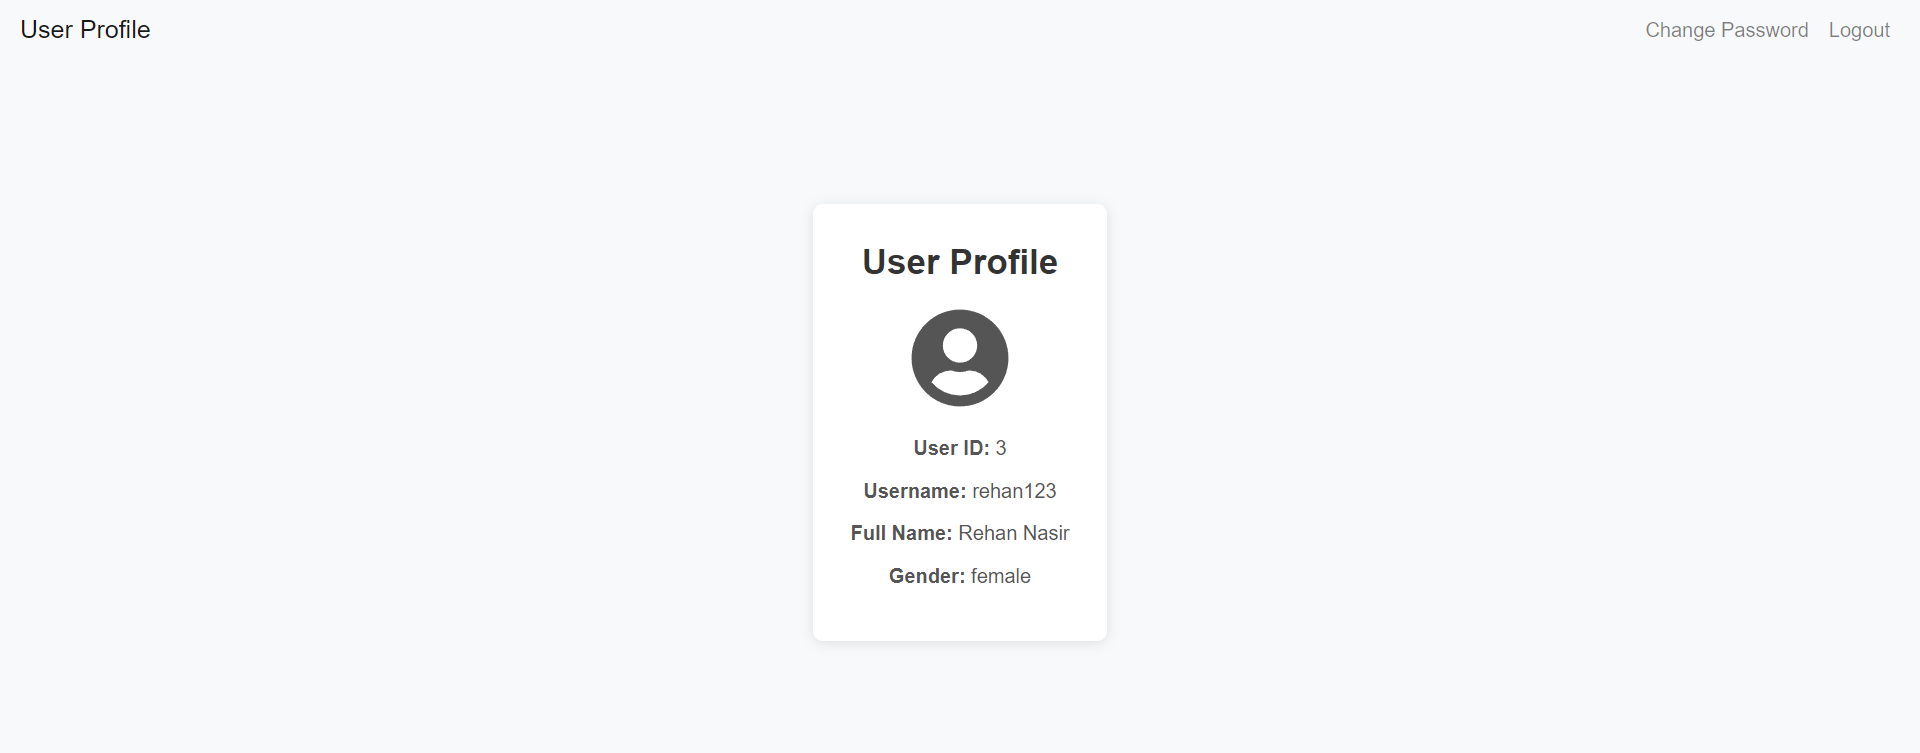 User Profile
Change Password Logout
User Profile
User ID: 3
Username: rehan123
Full Name: Rehan Nasir
Gender: female